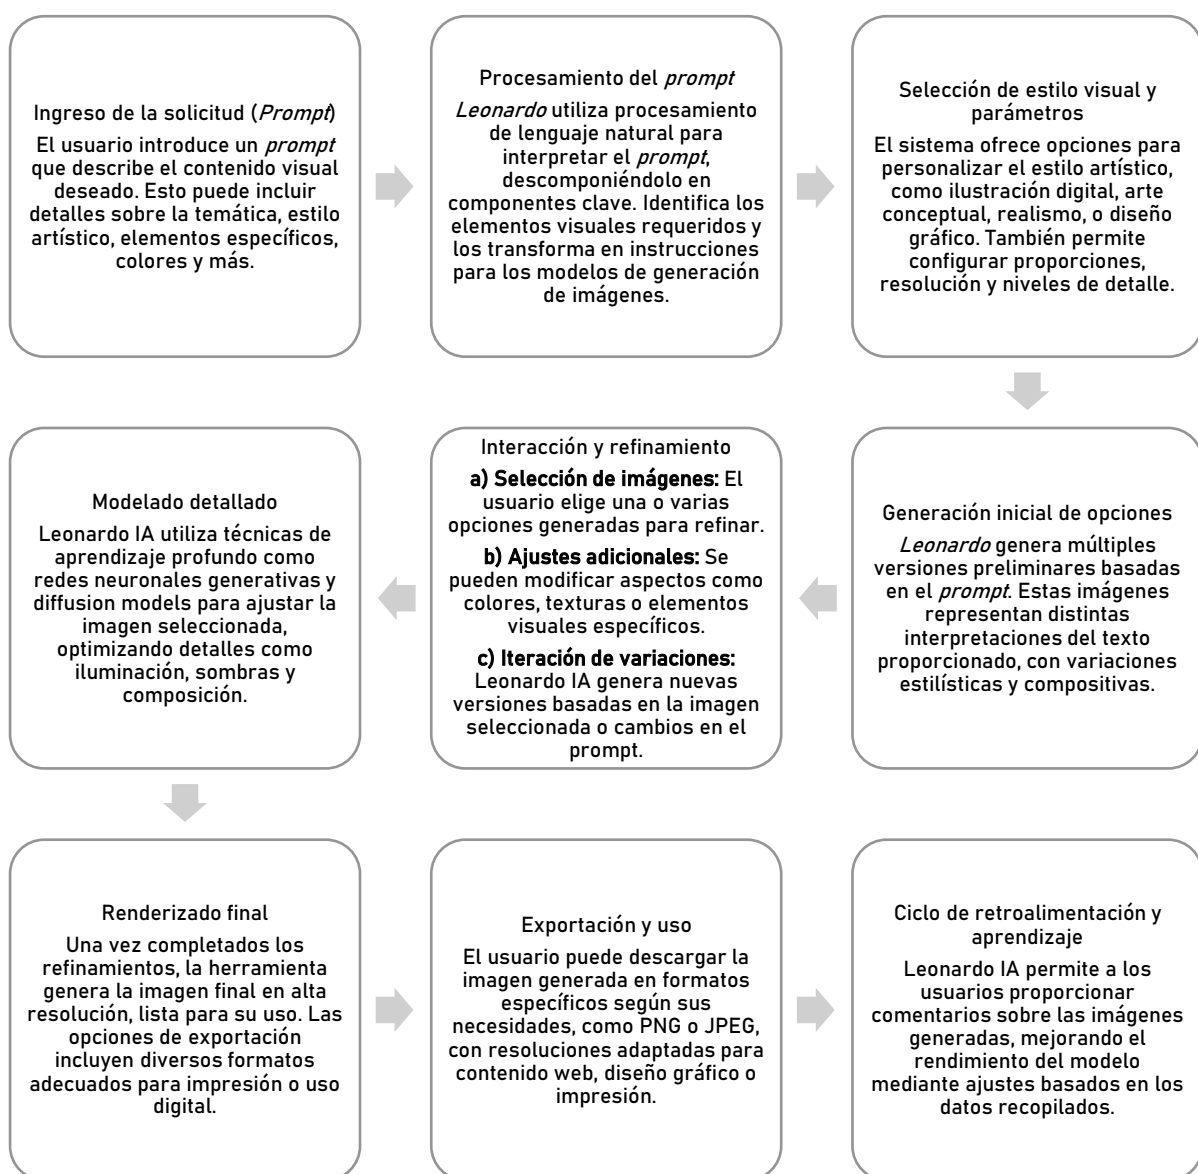 Ingreso de la solicitud (Prompt)
El usuario introduce un prompt
que describe el contenido visual
deseado. Esto puede incluir
detalles sobre la temática, estilo
artístico, elementos específicos,
colores y más.
Procesamiento del prompt
Leonardo utiliza procesamiento
de lenguaje natural para
interpretar el prompt,
descomponiéndolo en
componentes clave. Identifica los
elementos visuales requeridos y
los transforma en instrucciones
para los modelos de generación
de imágenes.
Selección de estilo visual y
parámetros
El sistema ofrece opciones para
personalizar el estilo artístico,
como ilustración digital, arte
conceptual, realismo, o diseño
gráfico. También permite
configurar proporciones,
resolución y niveles de detalle.
Generación inicial de opciones
Leonardo genera múltiples
versiones preliminares basadas
en el prompt. Estas imágenes
representan distintas
interpretaciones del texto
proporcionado, con variaciones
estilísticas y compositivas.
Interacción y refinamiento
a) Selección de imágenes: El
usuario elige una o varias
opciones generadas para refinar.
b) Ajustes adicionales: Se
pueden modificar aspectos como
colores, texturas o elementos
visuales específicos.
c) Iteración de variaciones:
Leonardo IA genera nuevas
versiones basadas en la imagen
seleccionada o cambios en el
prompt.
Modelado detallado
Leonardo IA utiliza técnicas de
aprendizaje profundo como
redes neuronales generativas y
diffusion models para ajustar la
imagen seleccionada,
optimizando detalles como
iluminación, sombras y
composición.
Renderizado final
Una vez completados los
refinamientos, la herramienta
genera la imagen final en alta
resolución, lista para su uso. Las
opciones de exportación
incluyen diversos formatos
adecuados para impresión o uso
digital.
Exportación y uso
El usuario puede descargar la
imagen generada en formatos
específicos según sus
necesidades, como PNG o JPEG,
con resoluciones adaptadas para
contenido web, diseño gráfico o
impresión.
Ciclo de retroalimentación y
aprendizaje
Leonardo IA permite a los
usuarios proporcionar
comentarios sobre las imágenes
generadas, mejorando el
rendimiento del modelo
mediante ajustes basados en los
datos recopilados.